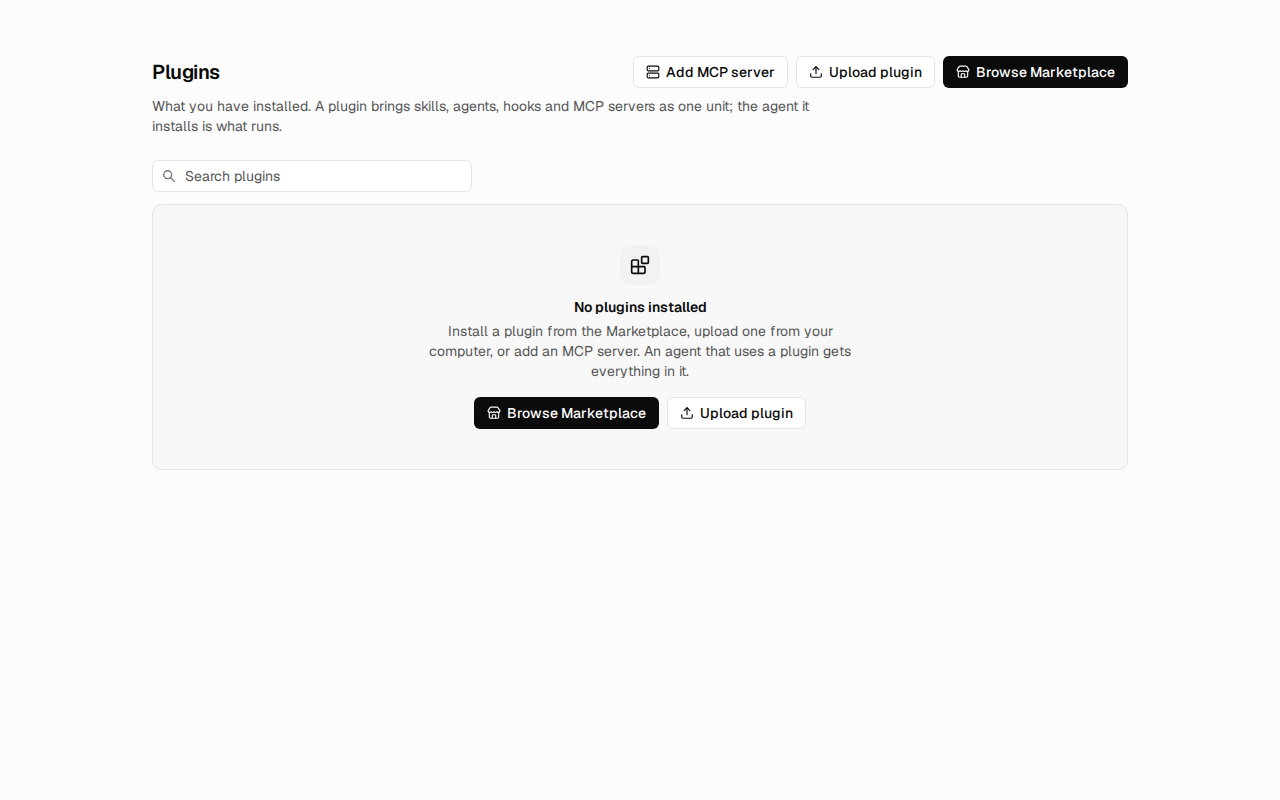 Plugins
Add MCP server
Upload plugin
Browse Marketplace
What you have installed. A plugin brings skills, agents, hooks and MCP servers as one unit; the agent it
installs is what runs.
Search plugins
No plugins installed
Install a plugin from the Marketplace, upload one from your
computer, or add an MCP server. An agent that uses a plugin gets
everything in it.
Browse Marketplace
Upload plugin